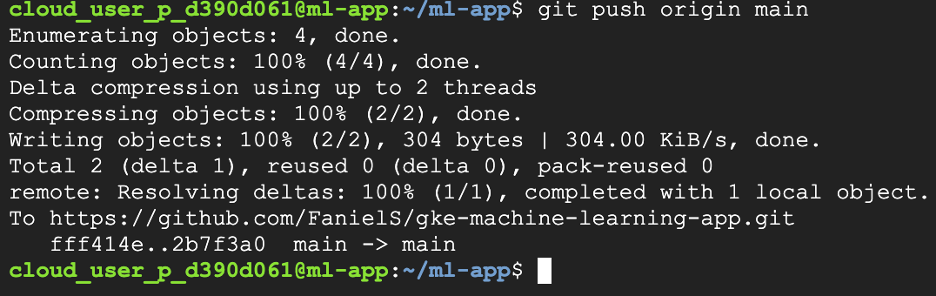 cloud_user_p_d390d061@ml-app:~/ml-app$ git push origin main
Enumerating objects: 4, done.
Counting objects: 100% (4/4), done.
Delta compression using up to 2 threads
Compressing objects: 100% (2/2), done.
Writing objects: 100% (2/2), 304 bytes | 304.00 KiB/s, done.
Total 2 (delta 1), reused 0 (delta 0), pack-reused 0
remote: Resolving deltas: 100% (1/1), completed with 1 local object.
To https://github.com/FanielS/gke-machine-learning-app.git
   fff414e..2b7f3a0  main -> main
cloud_user_p_d390d061@ml-app:~/ml-app$